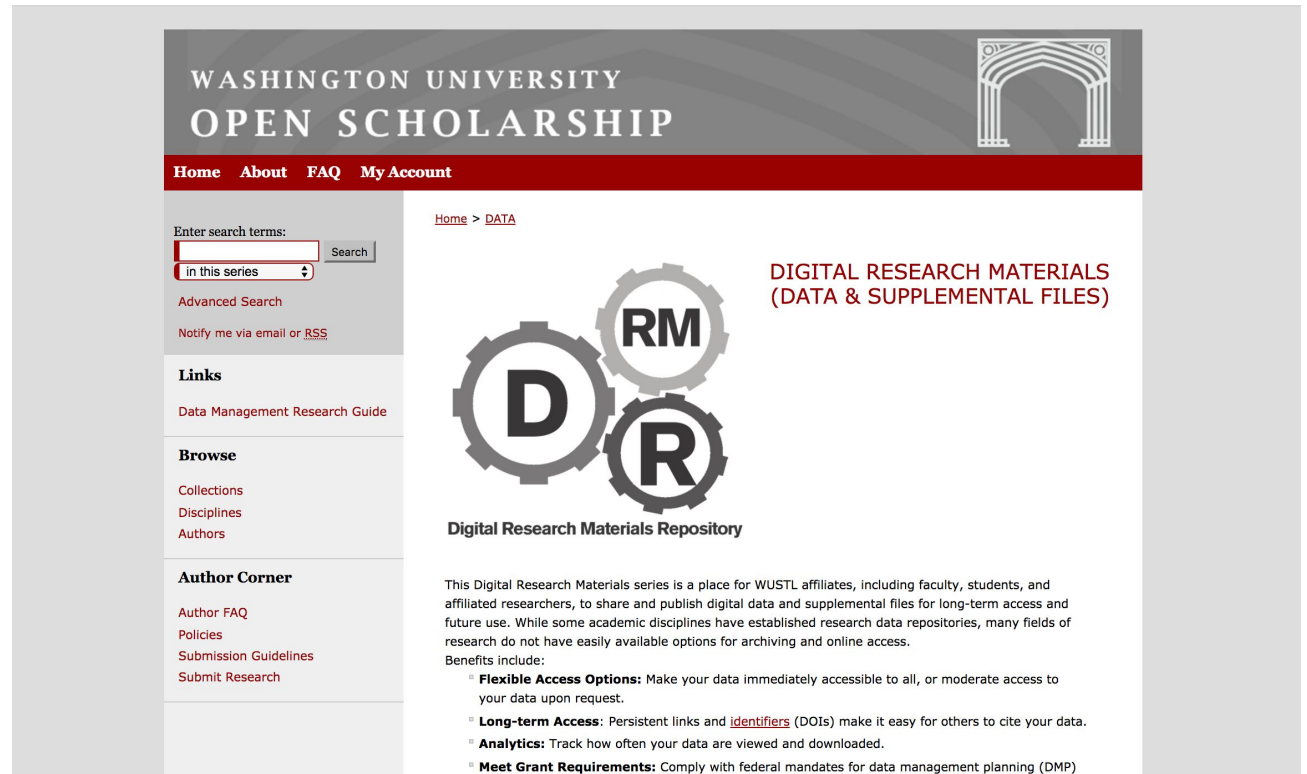 WASHINGTON UNIVERSITY
OPEN SCHOLARSHIP
Home About FAQ My Account
Enter search terms:
Search
in this series
Advanced Search
Notify me via email or RSS
Links
Data Management Research Guide
Browse
Collections
Disciplines
Authors
Author Corner
Author FAQ
Policies
Submission Guidelines
Submit Research
Home > DATA
RM
D
R
Digital Research Materials Repository
DIGITAL RESEARCH MATERIALS
(DATA & SUPPLEMENTAL FILES)
This Digital Research Materials series is a place for WUSTL affiliates, including faculty, students, and
affiliated researchers, to share and publish digital data and supplemental files for long-term access and
future use. While some academic disciplines have established research data repositories, many fields of
research do not have easily available options for archiving and online access.
Benefits include:
Flexible Access Options: Make your data immediately accessible to all, or moderate access to
your data upon request.
Long-term Access: Persistent links and identifiers (DOIs) make it easy for others to cite your data.
Analytics: Track how often your data are viewed and downloaded.
Meet Grant Requirements: Comply with federal mandates for data management planning (DMP)